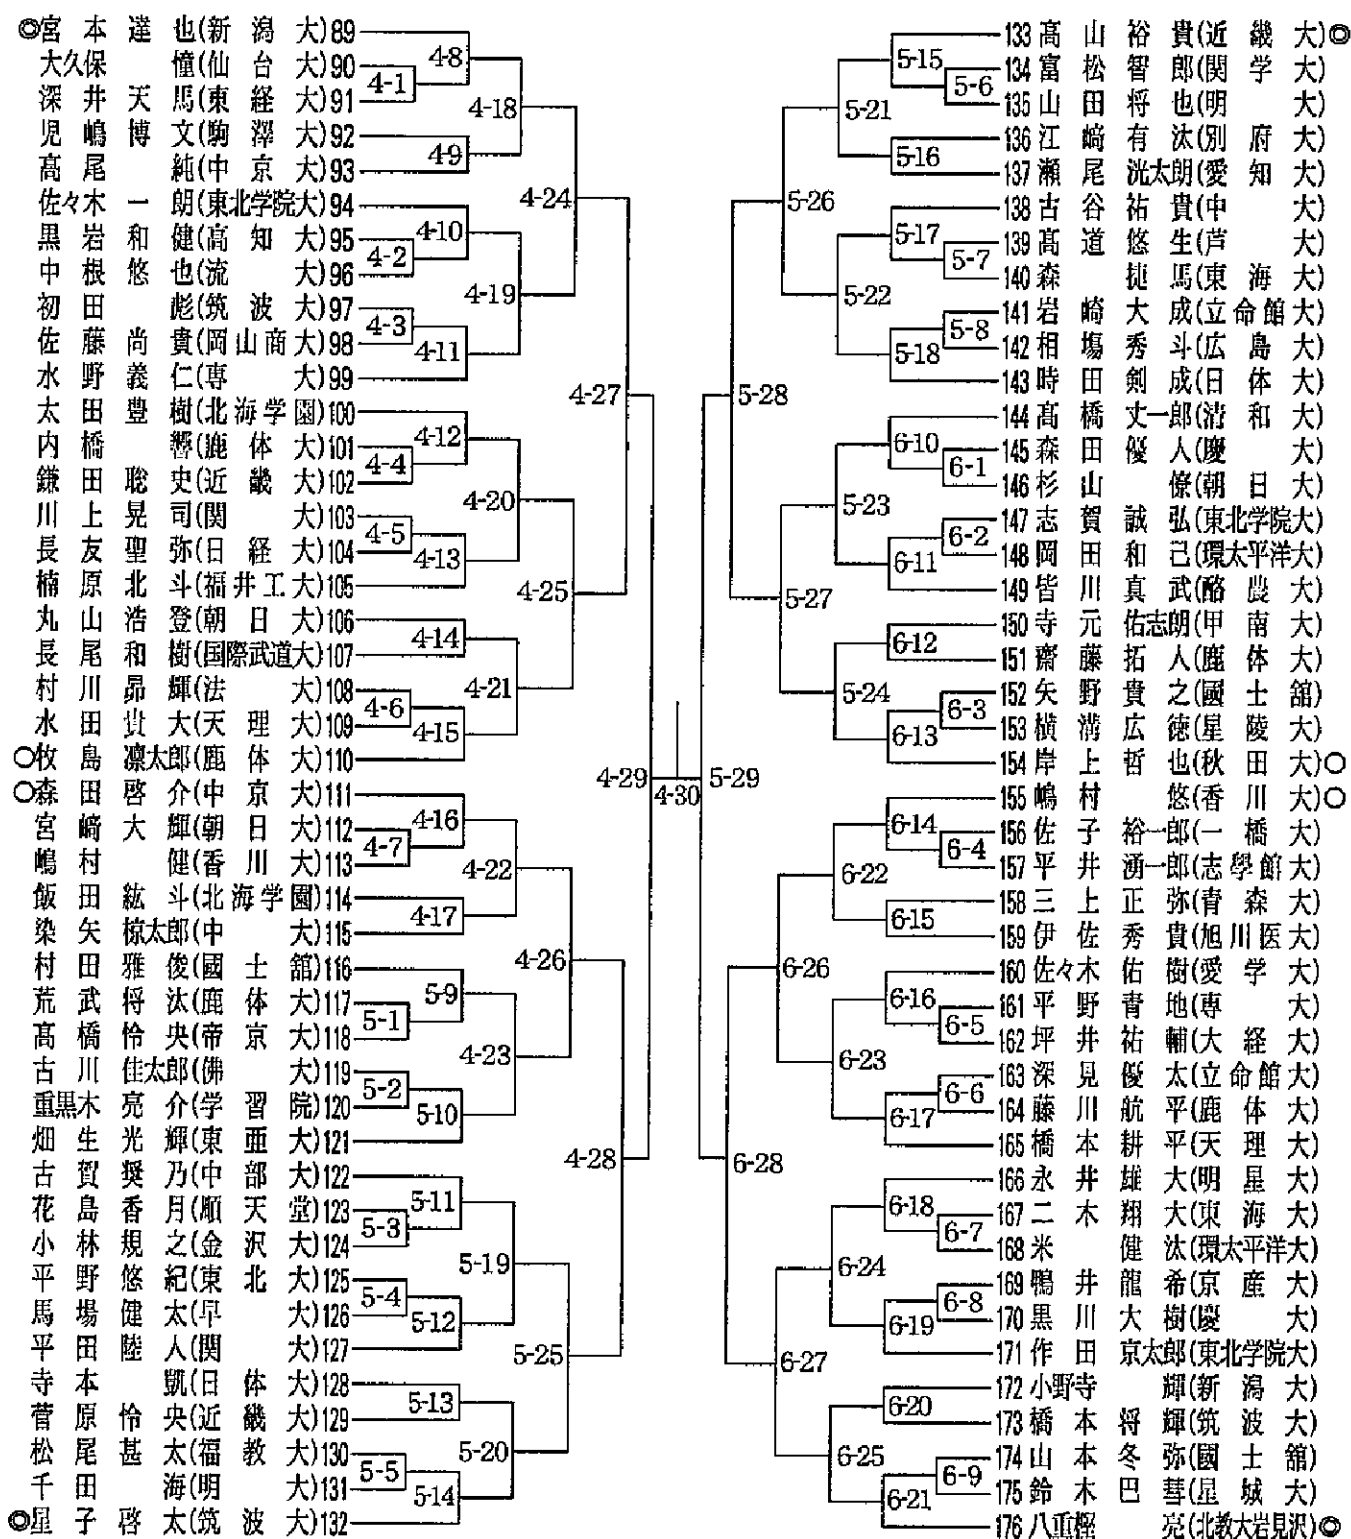 ◎宮本達也(新潟大)89
大久保憧(仙台大)90
深井天馬(東経大)91
児嶋博文(駒澤大)92
高尾純(中京大)93
佐々木一朗(東北学院大)94
黒岩和健(高知大)95
中根悠也(流大)96
初田彪(筑波大)97
佐藤尚貴(岡山商大)98
水野義仁(専大)99
太田豊樹(北海学園)100
内橋響(鹿体大)101
鎌田聡史(近畿大)102
川上晃司(関大)103
長友聖弥(日経大)104
楠原北斗(福井工大)105
丸山浩登(朝日大)106
長尾和樹(国際武道大)107
村川昴輝(法大)108
水田貴大(天理大)109
○牧島凛太郎(鹿体大)110
○森田啓介(中京大)111
宮崎大輝(朝日大)112
嶋村健(香川大)113
飯田紘斗(北海学園)114
染矢椋太郎(中大)115
村田雅俊(國士舘)116
荒武将汰(鹿体大)117
髙橋怜央(帝京大)118
古川佳太郎(佛大)119
重黒木亮介(学習院)120
畑生光輝(東亜大)121
古賀奨乃(中部大)122
花島香月(順天堂)123
小林規之(金沢大)124
平野悠紀(東北大)125
馬場健太(早大)126
平田陸人(関大)127
寺本凱(日体大)128
菅原怜央(近畿大)129
松尾甚太(福教大)130
千田海(明大)131
◎星子啓太(筑波大)132
4-1
4-2
4-3
4-4
4-5
4-6
4-7
5-1
5-2
5-3
5-4
5-5
4-8
4-9
4-10
4-11
4-12
4-13
4-14
4-15
4-16
4-17
5-9
5-10
5-11
5-12
5-13
5-14
4-18
4-19
4-20
4-21
4-22
4-23
5-19
5-20
4-24
4-25
4-26
5-25
4-27
4-28
4-29
4-30
5-29
5-28
6-28
5-26
5-27
6-26
6-27
5-21
5-22
5-23
5-24
6-22
6-23
6-24
6-25
5-15
5-16
5-17
5-18
6-10
6-11
6-12
6-13
6-14
6-15
6-16
6-17
6-18
6-19
6-20
6-21
5-6
5-7
5-8
6-1
6-2
6-3
6-4
6-5
6-6
6-7
6-8
6-9
133髙山裕貴(近畿大)◎
134富松智郎(関学大)
135山田将也(明大)
136江﨑有汰(別府大)
137瀬尾洸太朗(愛知大)
138古谷祐貴(中大)
139髙道悠生(芦大)
140森捷馬(東海大)
141岩崎大成(立命館大)
142相場秀斗(広島大)
143時田剣成(日体大)
144髙橋丈一郎(清和大)
145森田優人(慶大)
146杉山僚(朝日大)
147志賀誠弘(東北学院大)
148岡田和己(環太平洋大)
149皆川真武(酪農大)
150寺元佑志朗(甲南大)
151齋藤拓人(鹿体大)
152矢野貴之(國士舘)
153横溝広徳(星陵大)
154岸上哲也(秋田大)○
155嶋村悠(香川大)○
156佐子裕一郎(一橋大)
157平井湧一郎(志學館大)
158三上正弥(青森大)
159伊佐秀貴(旭川医大)
160佐々木佑樹(愛学大)
161平野青地(専大)
162坪井祐輔(大経大)
163深見優太(立命館大)
164藤川航平(鹿体大)
165橋本耕平(天理大)
166永井雄大(明星大)
167二木翔大(東海大)
168米健汰(環太平洋大)
169鴨井龍希(京産大)
170黒川大樹(慶大)
171作田京太郎(東北学院大)
172小野寺輝(新潟大)
173橋本将輝(筑波大)
174山本冬弥(國士舘)
175鈴木巴彗(星城大)
176八重樫亮(北教大岩見沢)◎